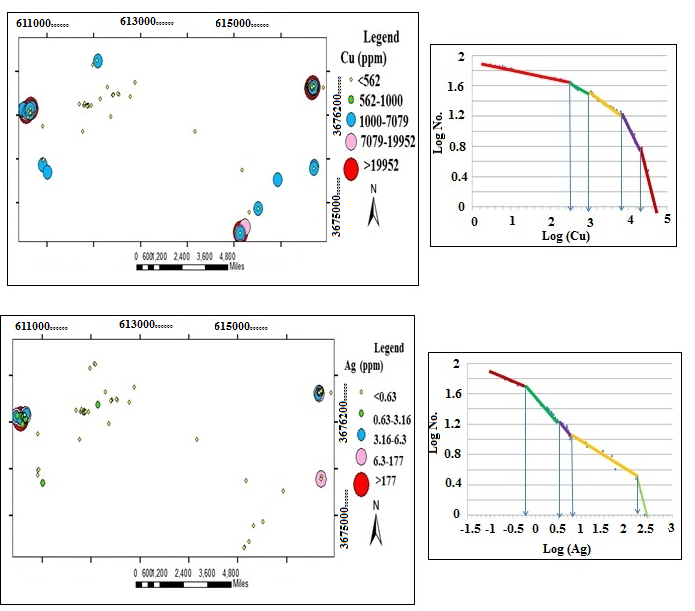 611000 613000 615000
Legend
Cu (ppm)
<562
562-1000
1000-7079
7079-19952
>19952
3676200
3675000
N
0 600 1,200 2,400 3,600 4,800
Miles
2
1.6
1.2
0.8
0.4
0
Log No.
0 1 2 3 4 5
Log (Cu)
611000 613000 615000
Legend
Ag (ppm)
<0.63
0.63-3.16
3.16-6.3
6.3-177
>177
3676200
3675000
N
0 600 1,200 2,400 3,600 4,800
Miles
2
1.6
1.2
0.8
0.4
0
Log No.
-1.5 -1 -0.5 0 0.5 1 1.5 2 2.5 3
Log (Ag)